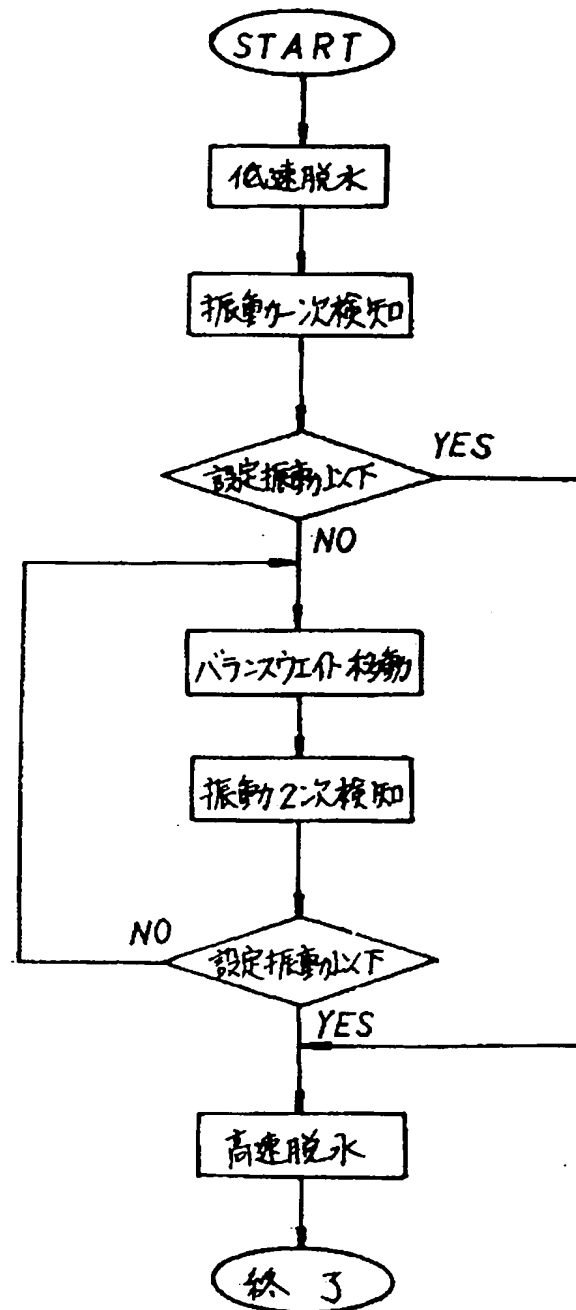 START
低速脱水
振動一次検知
設定振動以下
YES
NO
バランスウエイト移動
振動2次検知
設定振動以下
NO
YES
高速脱水
終了